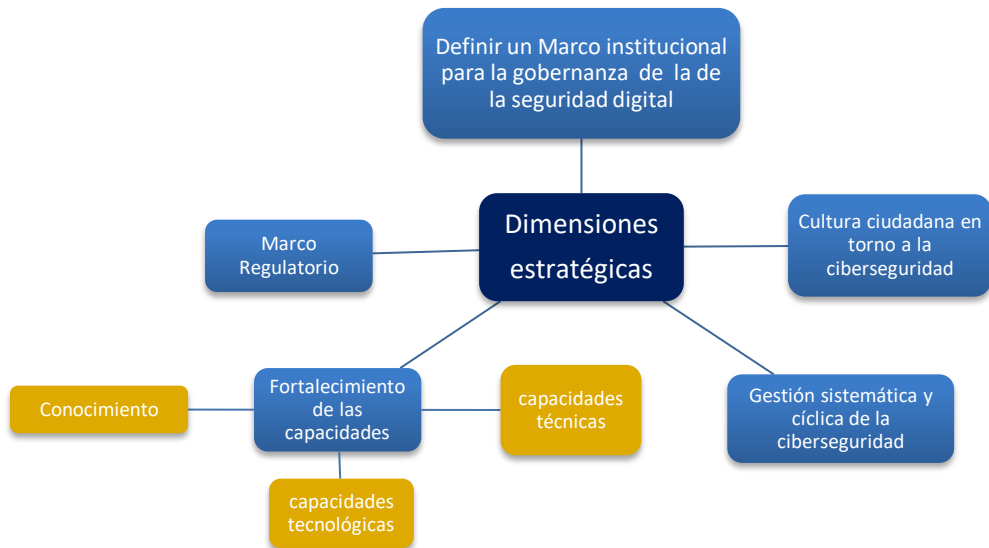 Definir un Marco institucional
para la gobernanza de la de
la seguridad digital
Dimensiones
estratégicas
Marco
Regulatorio
Cultura ciudadana en
torno a la
ciberseguridad
Fortalecimiento
de las
capacidades
Conocimiento
capacidades
técnicas
capacidades
tecnológicas
Gestión sistemática y
cíclica de la
ciberseguridad